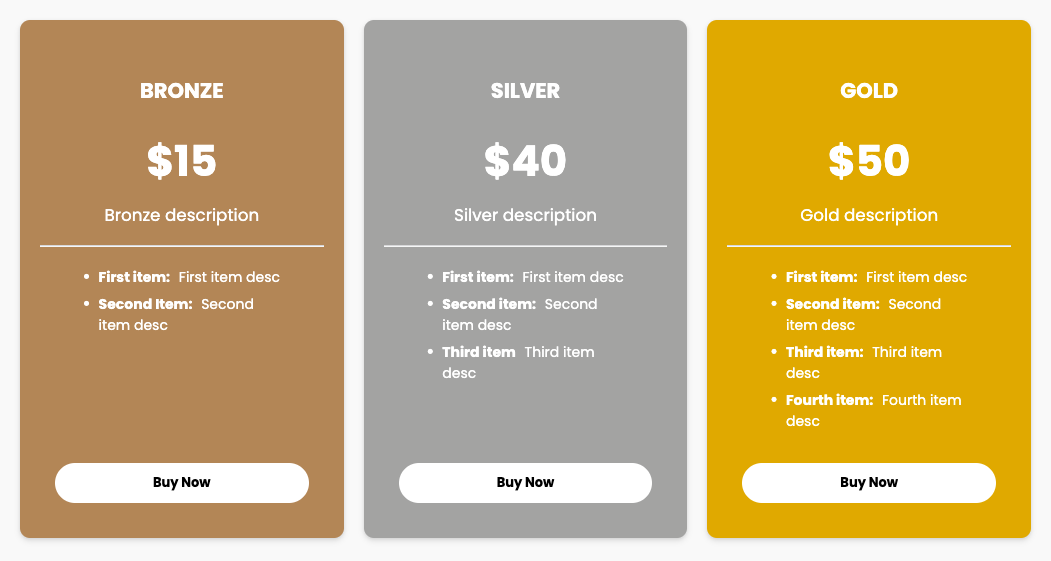 BRONZE
$15
Bronze description
• First item: First item desc
• Second Item: Second
item desc
Buy Now
SILVER
$40
Silver description
• First item: First item desc
• Second item: Second
item desc
• Third item Third item
desc
Buy Now
GOLD
$50
Gold description
• First item: First item desc
• Second item: Second
item desc
• Third item: Third item
desc
• Fourth item: Fourth item
desc
Buy Now